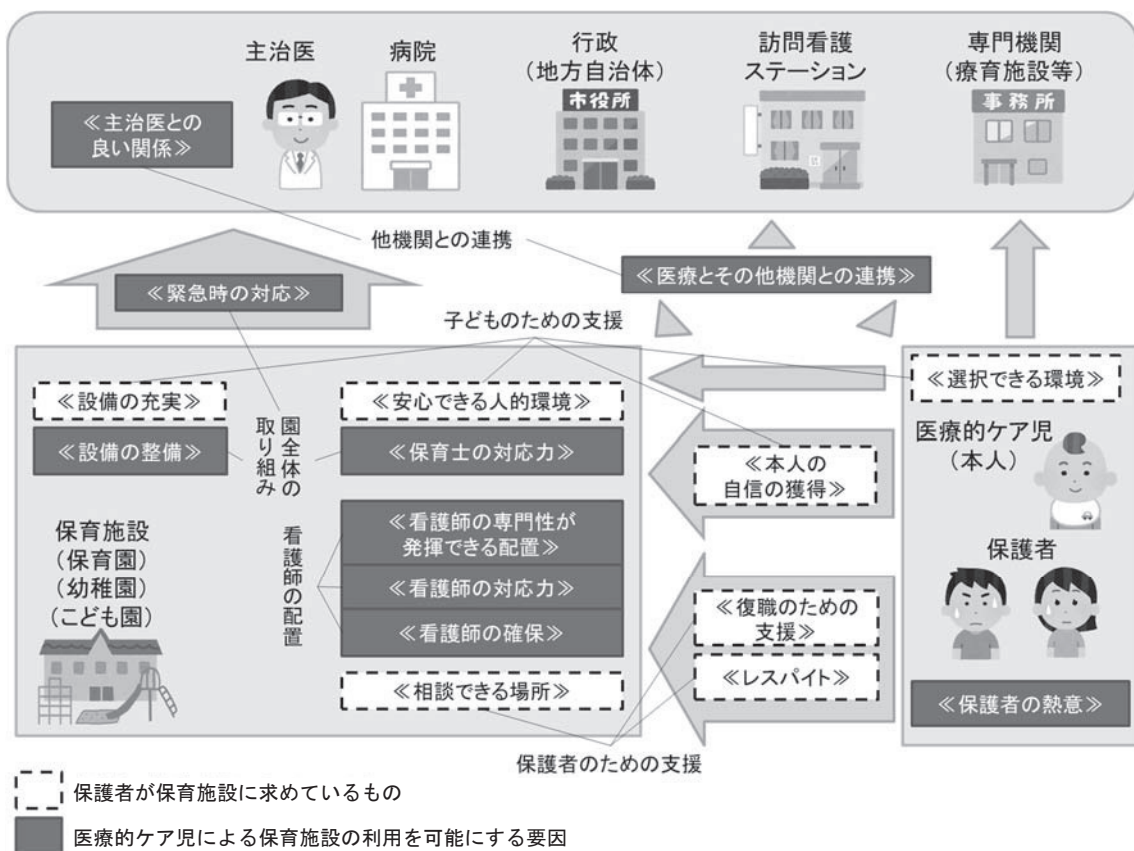 主治医
病院
行政
(地方自治体)
訪問看護
ステーション
専門機関
(療育施設等)
市役所
事務所
≪主治医との
良い関係≫
他機関との連携
≪医療とその他機関との連携≫
≪緊急時の対応≫
子どものための支援
≪設備の充実≫
≪安心できる人的環境≫
≪選択できる環境≫
≪設備の整備≫
園全体の
取り組み
≪保育士の対応力≫
≪本人の
自信の獲得≫
医療的ケア児
(本人)
保育施設
(保育園)
(幼稚園)
(こども園)
看護師の配置
≪看護師の専門性が
発揮できる配置≫
≪看護師の対応力≫
≪看護師の確保≫
≪相談できる場所≫
≪復職のための
支援≫
≪レスパイト≫
保護者
≪保護者の熱意≫
保護者のための支援
保護者が保育施設に求めているもの
医療的ケア児による保育施設の利用を可能にする要因